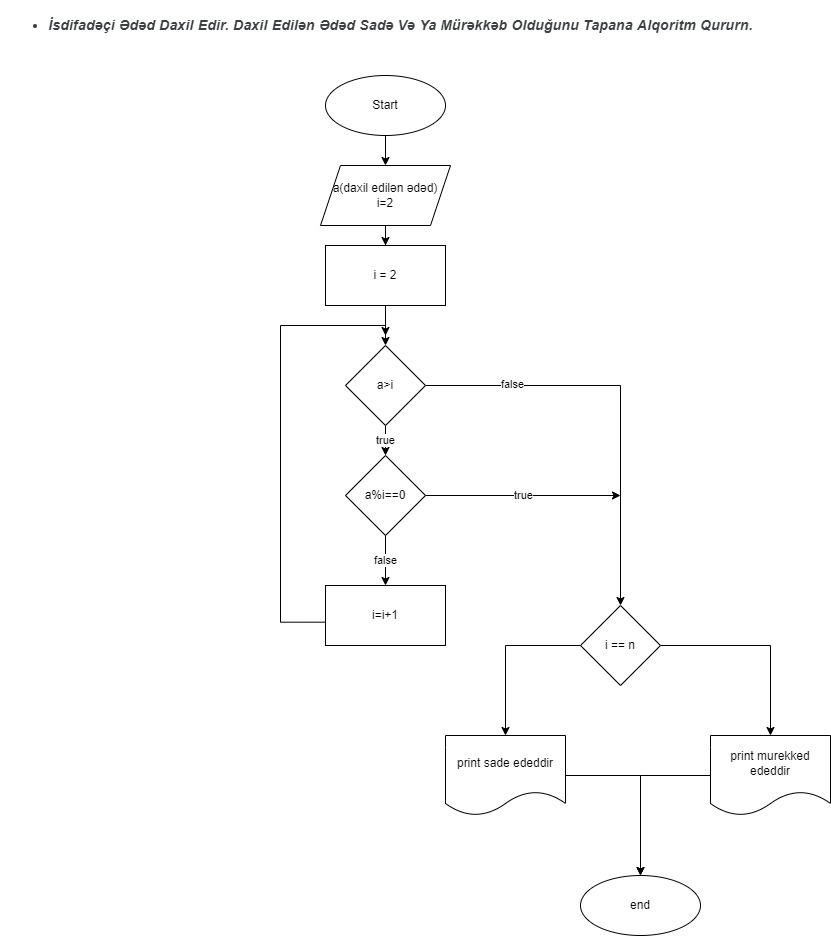 İsdifadəçi Ədəd Daxil Edir. Daxil Edilən Ədəd Sadə Və Ya Mürəkkəb Olduğunu Tapana Alqoritm Qururn.
Start
a(daxil edilən ədəd)
i=2
i = 2
a>i
false
true
a%i==0
true
false
i=i+1
i == n
print sade ededdir
print murekked
ededdir
end